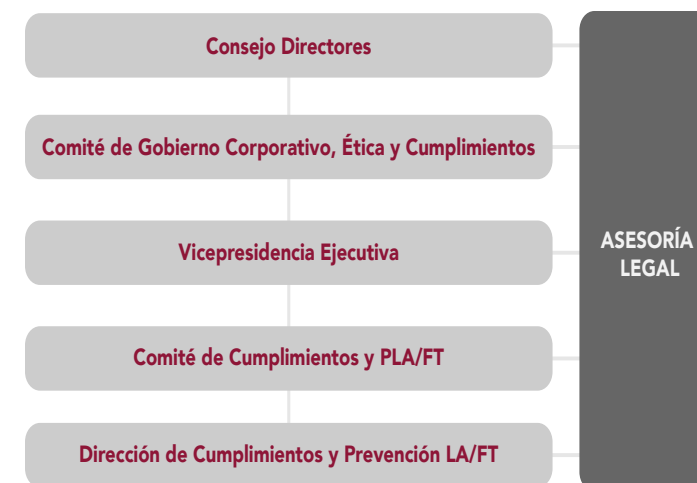 Consejo Directores
Comité de Gobierno Corporativo, Ética y Cumplimientos
Vicepresidencia Ejecutiva
Comité de Cumplimientos y PLA/FT
Dirección de Cumplimientos y Prevención LA/FT
ASESORÍA
LEGAL